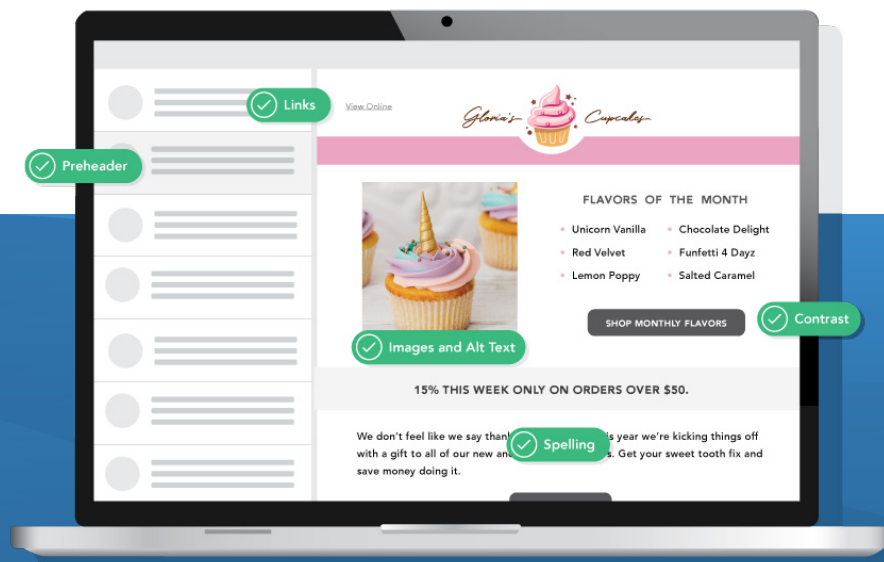 Links
View Online
Gloria's Cupcakes
Preheader
FLAVORS OF THE MONTH
Unicorn Vanilla
Chocolate Delight
Red Velvet
Funfetti 4 Dayz
Lemon Poppy
Salted Caramel
SHOP MONTHLY FLAVORS
Contrast
Images and Alt Text
15% THIS WEEK ONLY ON ORDERS OVER $50.
We don't feel like we say year we're kicking things off
Spelling
with a gift to all of our new Get your sweet tooth fix and
save money doing it.